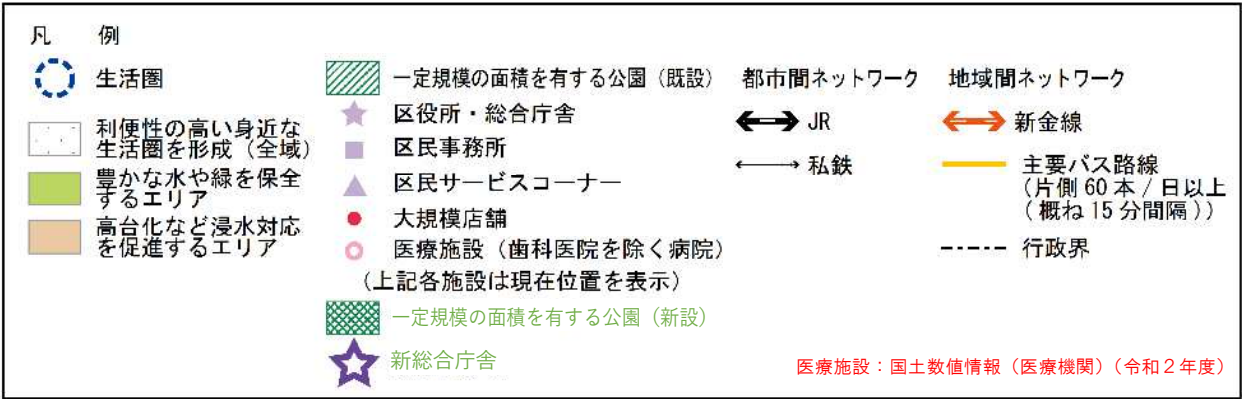 凡 例
生活圏
利便性の高い身近な
生活圏を形成（全域）
豊かな水や緑を保全
するエリア
高台化など浸水対応
を促進するエリア
一定規模の面積を有する公園（既設）
区役所・総合庁舎
区民事務所
区民サービスコーナー
大規模店舗
医療施設（歯科医院を除く病院）
（上記各施設は現在位置を表示）
一定規模の面積を有する公園（新設）
新総合庁舎
都市間ネットワーク
JR
私鉄
地域間ネットワーク
新金線
主要バス路線
（片側60本/日以上
（概ね15分間隔））
行政界
医療施設：国土数値情報（医療機関）（令和２年度）